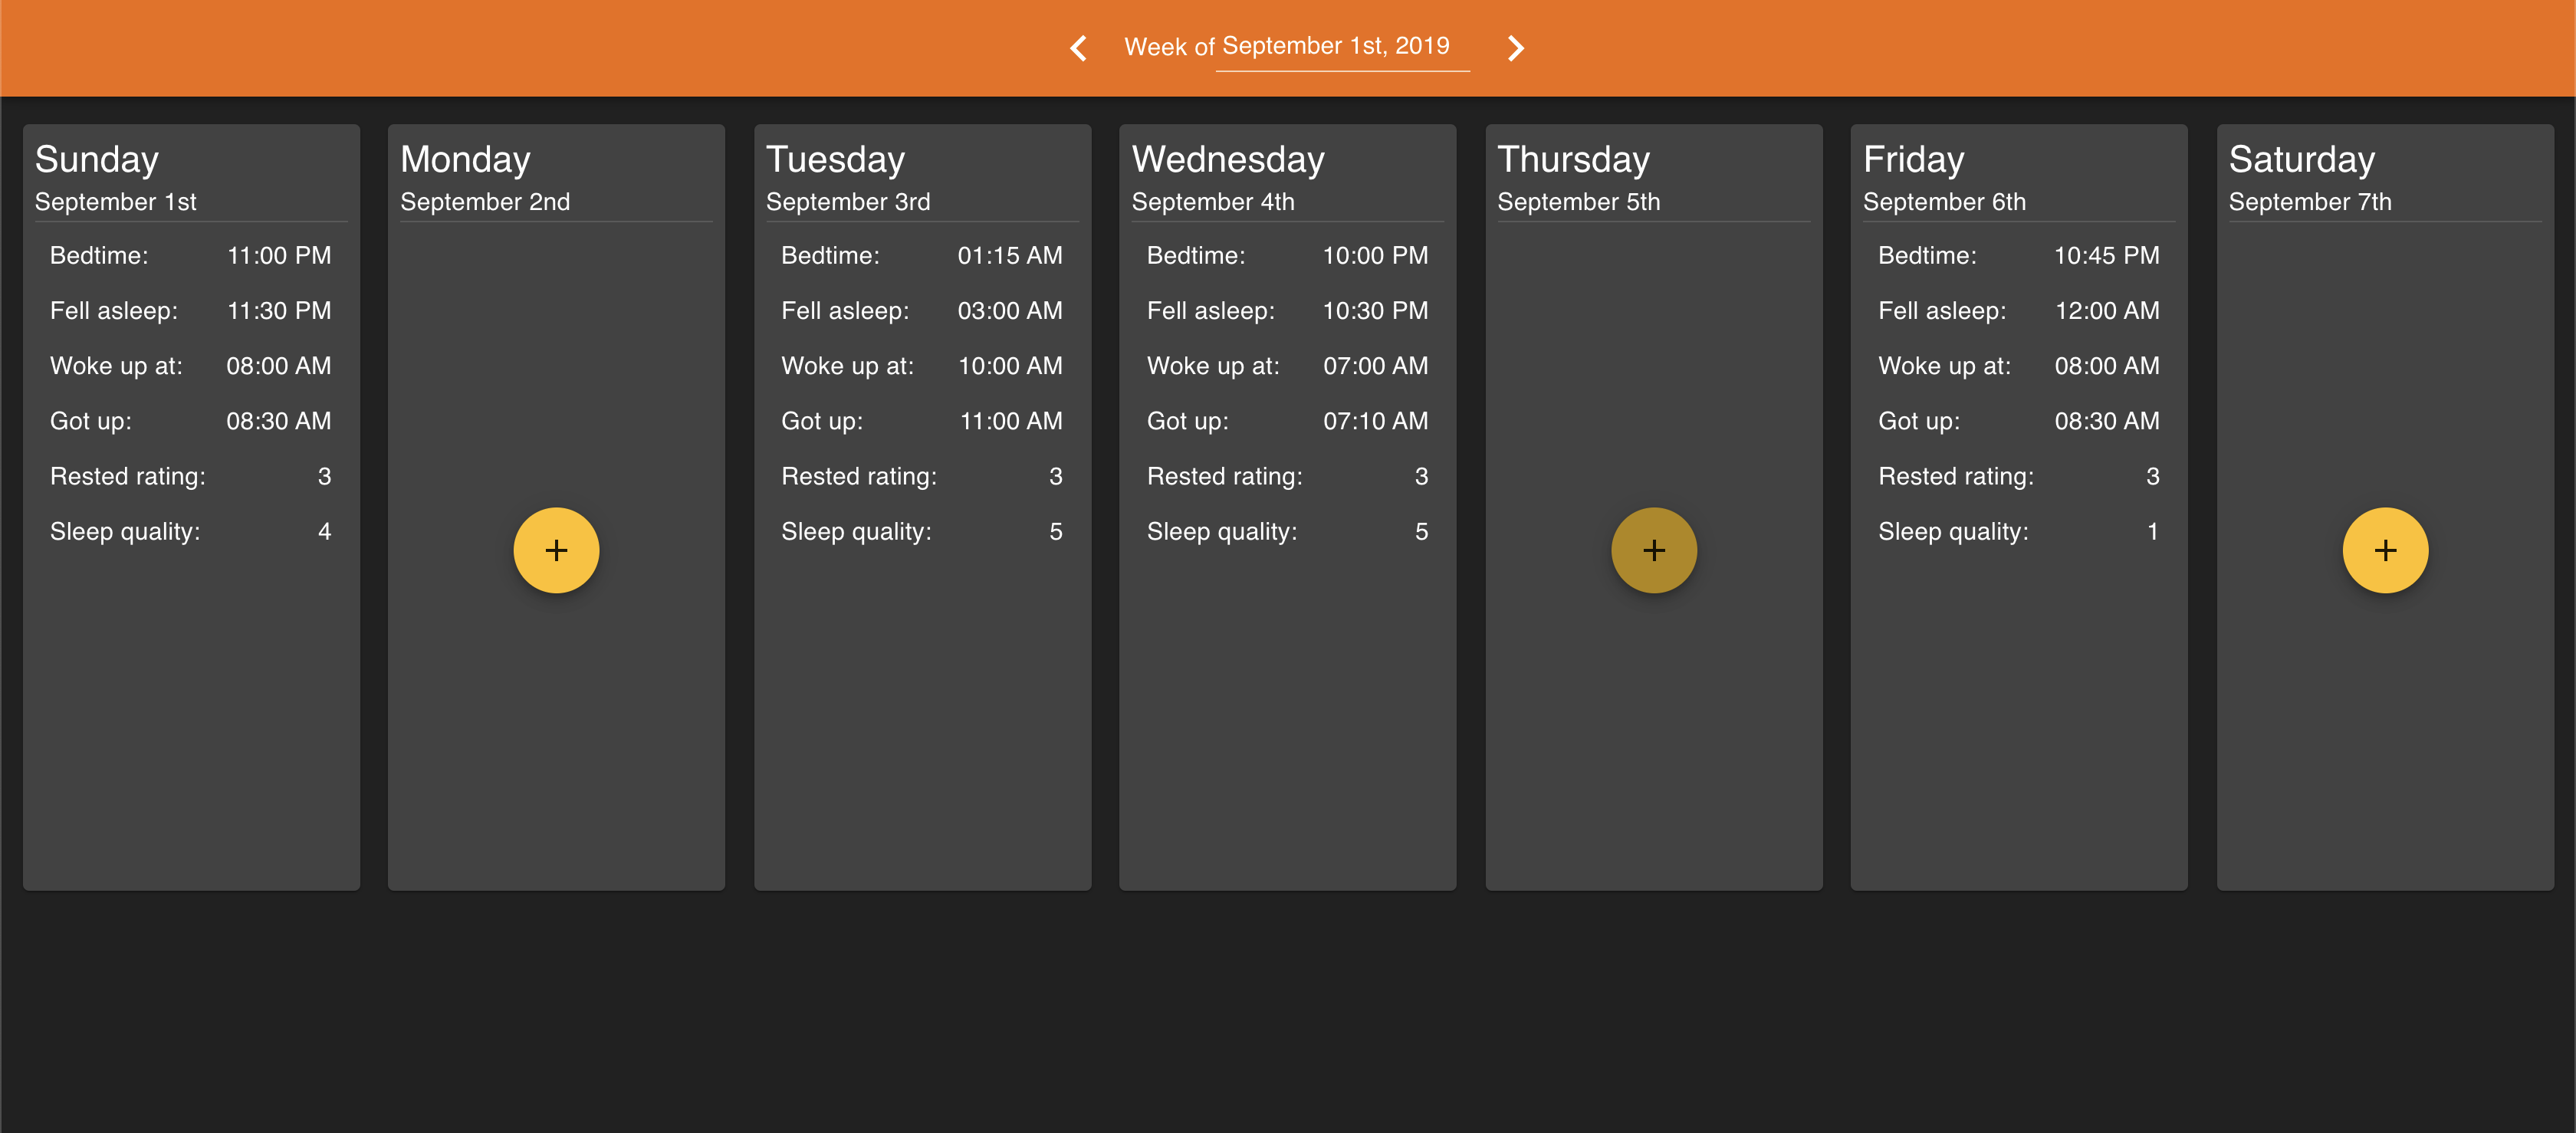 Week of September 1st, 2019
Sunday
September 1st
Bedtime: 11:00 PM
Fell asleep: 11:30 PM
Woke up at: 08:00 AM
Got up: 08:30 AM
Rested rating: 3
Sleep quality: 4
Monday
September 2nd
Tuesday
September 3rd
Bedtime: 01:15 AM
Fell asleep: 03:00 AM
Woke up at: 10:00 AM
Got up: 11:00 AM
Rested rating: 3
Sleep quality: 5
Wednesday
September 4th
Bedtime: 10:00 PM
Fell asleep: 10:30 PM
Woke up at: 07:00 AM
Got up: 07:10 AM
Rested rating: 3
Sleep quality: 5
Thursday
September 5th
Friday
September 6th
Bedtime: 10:45 PM
Fell asleep: 12:00 AM
Woke up at: 08:00 AM
Got up: 08:30 AM
Rested rating: 3
Sleep quality: 1
Saturday
September 7th